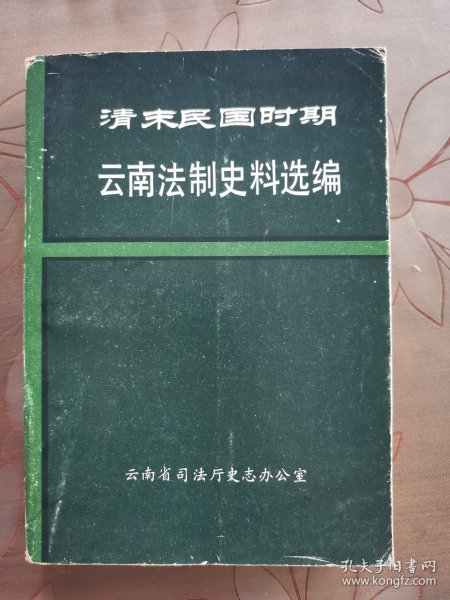 清末民国时期
云南法制史料选编
云南省司法厅史志办公室
孔夫子旧书网
www.kongfz.com